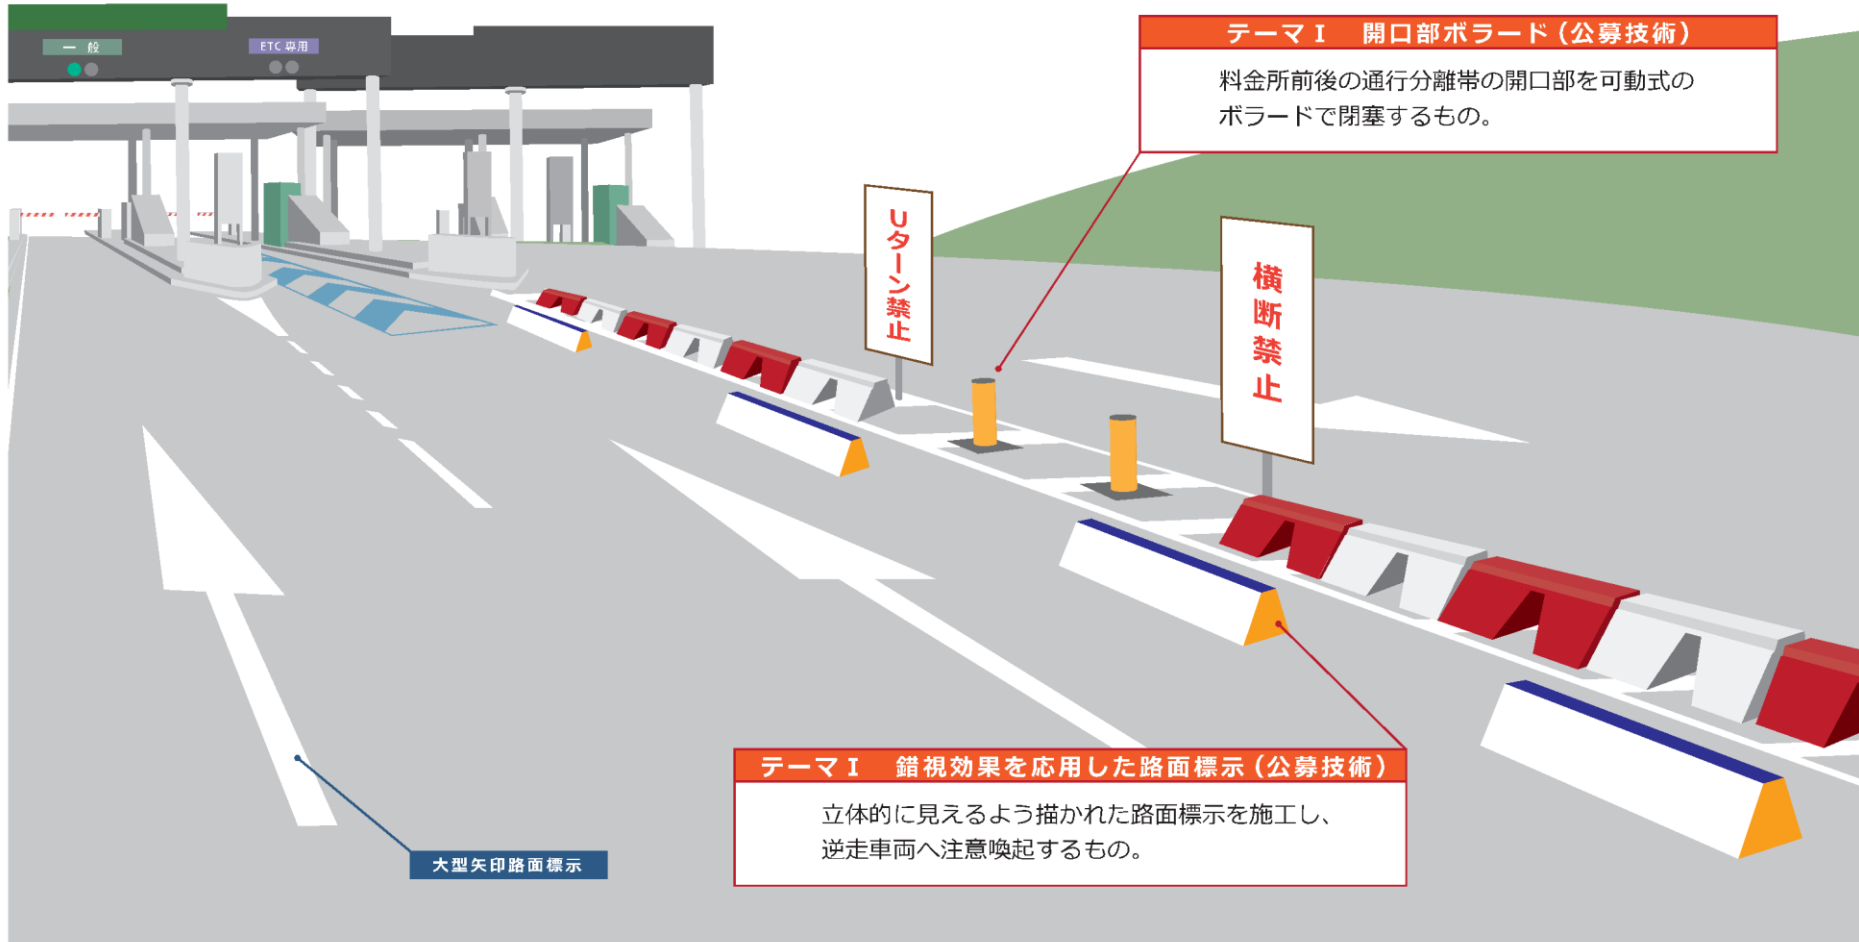 一般
ETC 専用
テーマ I 開口部ボラード（公募技術）
料金所前後の通行分離帯の開口部を可動式の
ボラードで閉塞するもの。
Uターン禁止
横断禁止
テーマ I 錯視効果を応用した路面標示（公募技術）
立体的に見えるよう描かれた路面標示を施工し、
逆走車両へ注意喚起するもの。
大型矢印路面標示